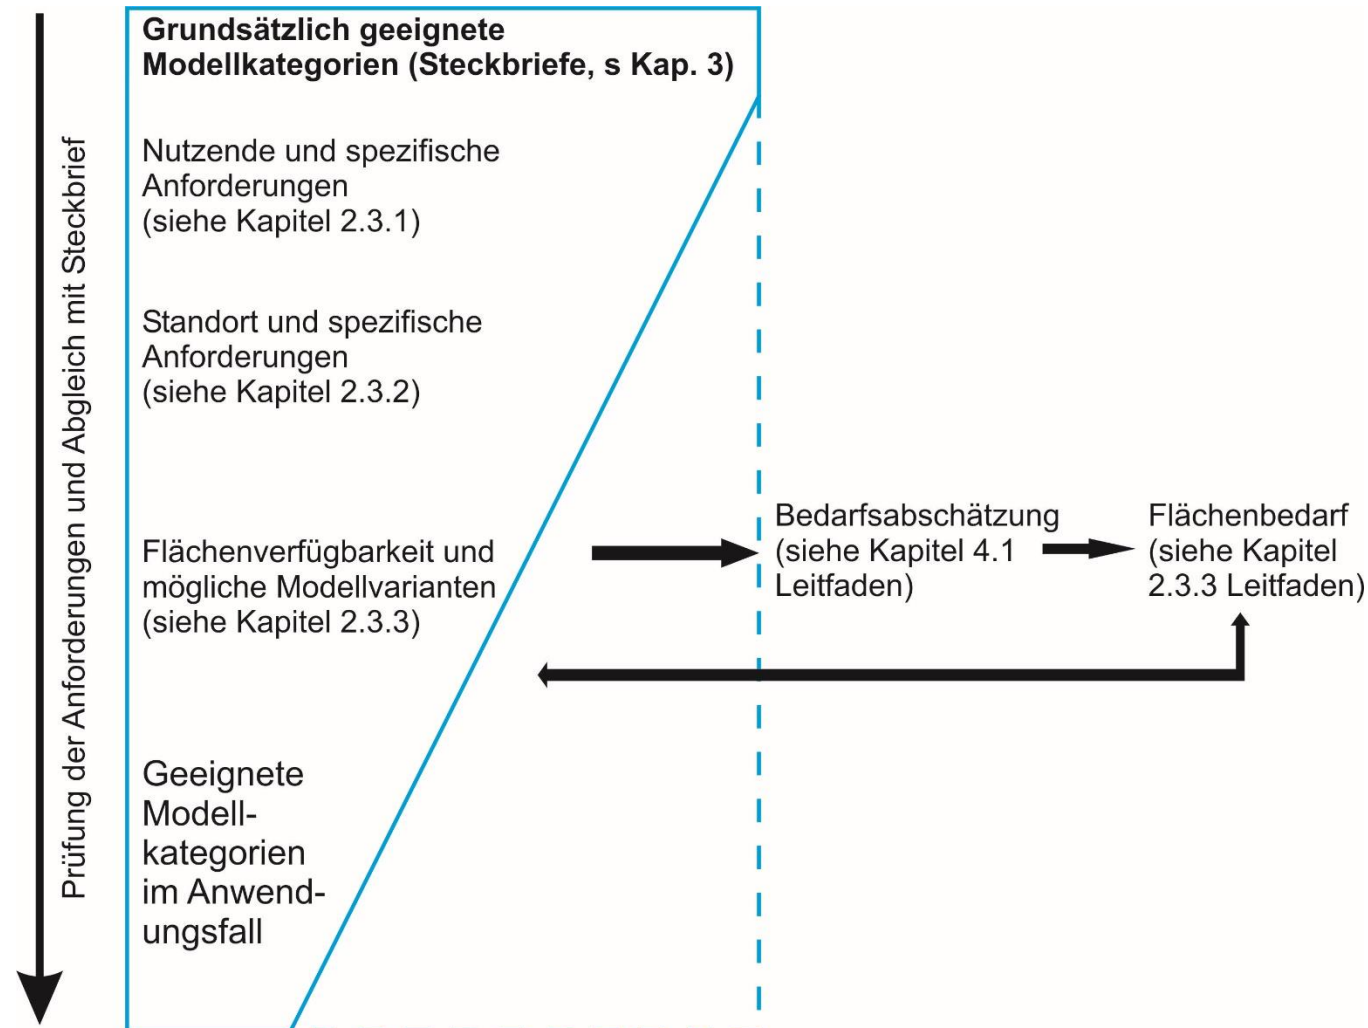 Prüfung der Anforderungen und Abgleich mit Steckbrief
Grundsätzlich geeignete
Modellkategorien (Steckbriefe, s Kap. 3)
Nutzende und spezifische
Anforderungen
(siehe Kapitel 2.3.1)
Standort und spezifische
Anforderungen
(siehe Kapitel 2.3.2)
Flächenverfügbarkeit und
mögliche Modellvarianten
(siehe Kapitel 2.3.3)
Bedarfsabschätzung
(siehe Kapitel 4.1
Leitfaden)
Flächenbedarf
(siehe Kapitel
2.3.3 Leitfaden)
Geeignete
Modell-
kategorien
im Anwend-
ungsfall